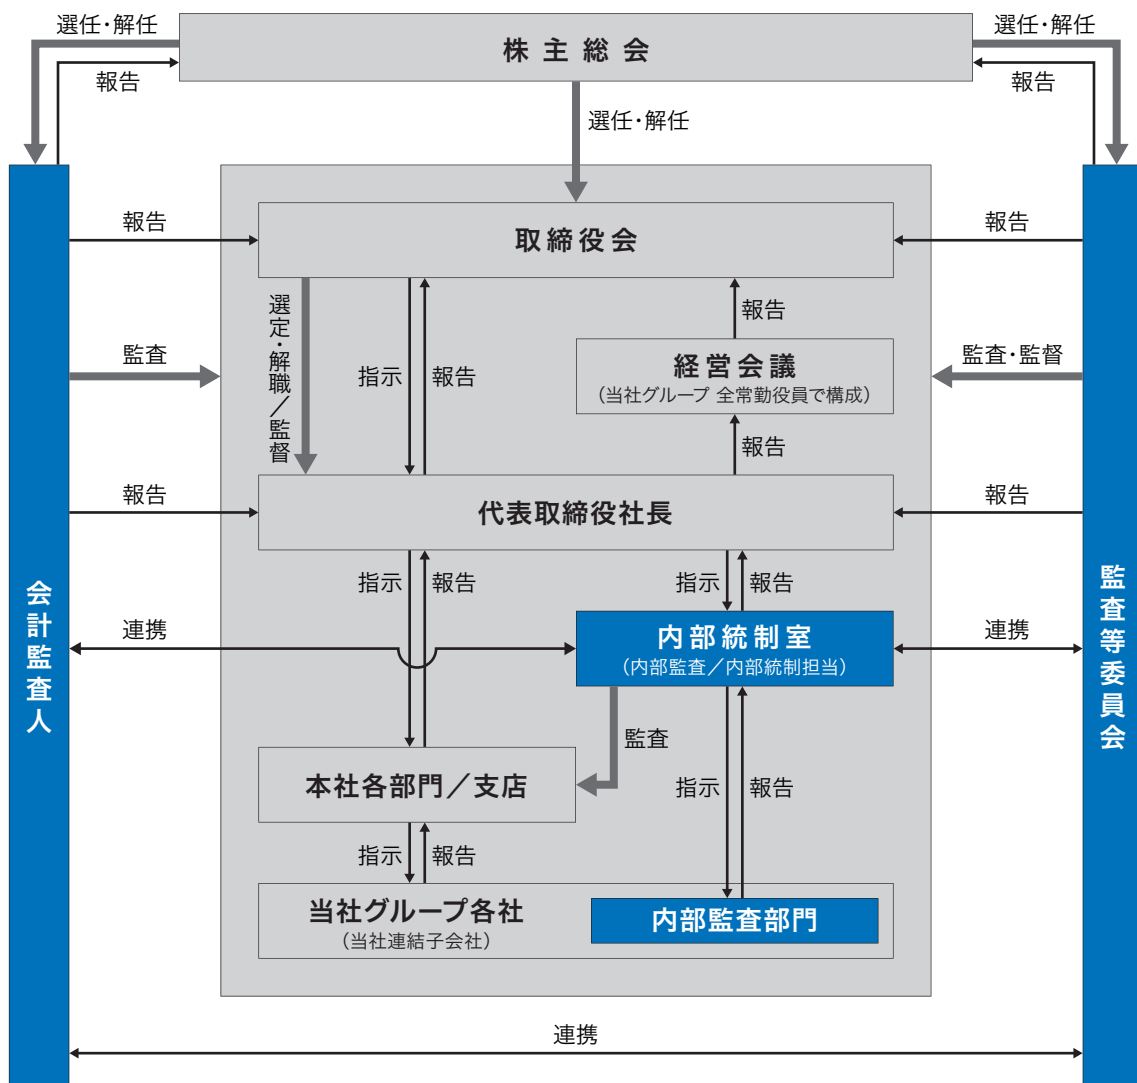 選任・解任
株主総会
選任・解任
報告
報告
選任・解任
報告
取締役会
報告
選定・解職／監督
報告
監査
指示
報告
経営会議
（当社グループ 全常勤役員で構成）
監査・監督
報告
報告
代表取締役社長
報告
指示
報告
指示
報告
会計監査人
監査等委員会
連携
内部統制室
（内部監査／内部統制担当）
連携
監査
本社各部門／支店
指示
報告
指示
報告
当社グループ各社
（当社連結子会社）
内部監査部門
連携